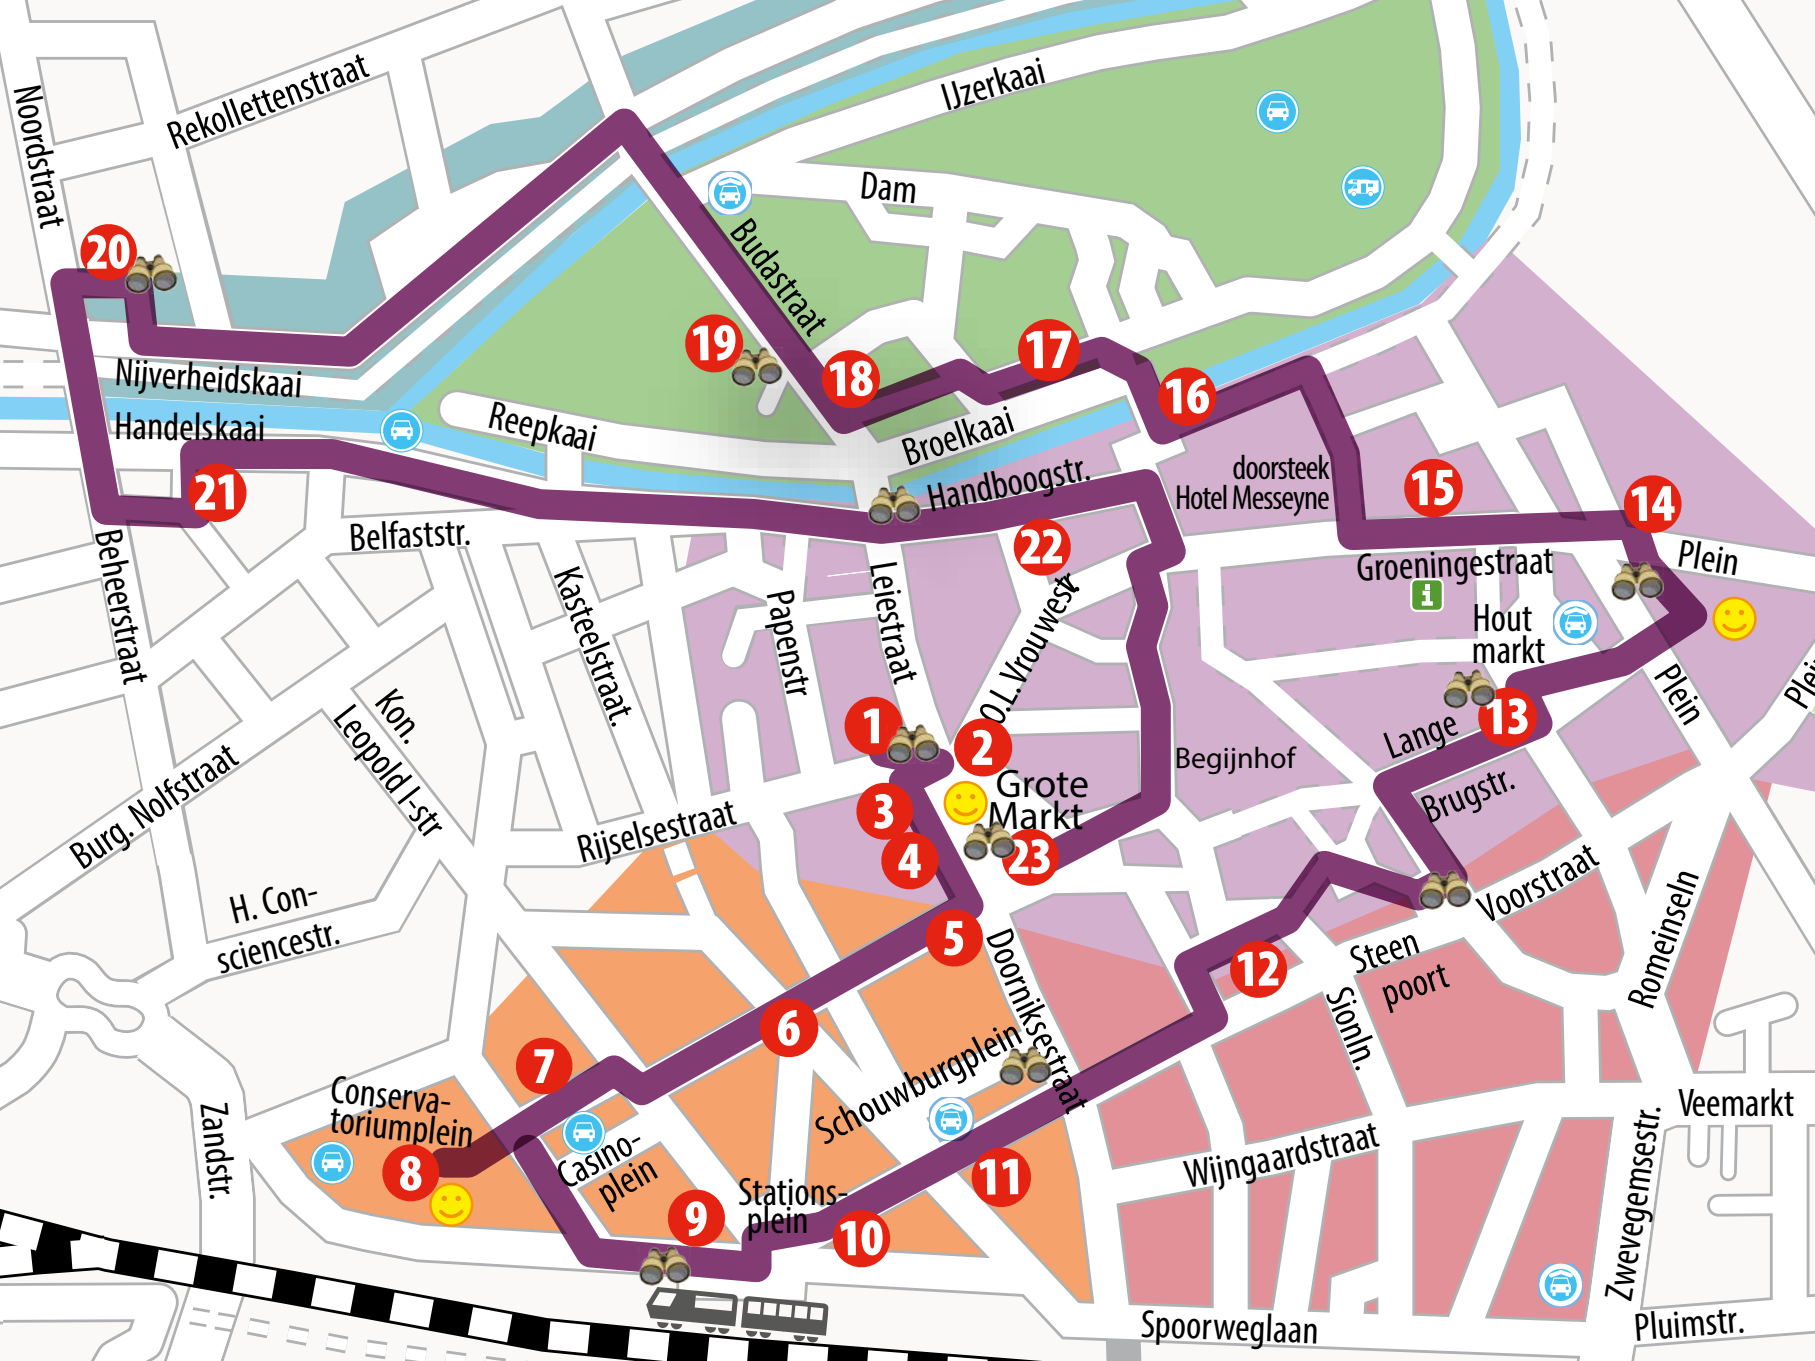 Noordstraat
Rekollettenstraat
IJzerkaai
Dam
Budastraat
20
19
18
17
16
Nijverheidskaai
Handelskaai
Reepkaai
Broelkaai
Handboogstr.
doorsteek
Hotel Messeyne
15
14
21
Belfaststr.
22
Plein
Groeningestraat
i
Beheerstraat
Kasteelstraat.
Papenstr
Leiestraat
O.L.Vrouwestr
Hout
markt
Plein
Plei
Kon.
Leopold I-str
1
2
13
Lange
Brugstr.
Begijnhof
Grote
Markt
Burg. Nolfstraat
Rijselsestraat
3
4
23
H. Con-
sciencestr.
5
Voorstraat
Romeinseln
Doorniksestraat
12
Steen
poort
Sionln.
6
7
Schouwburgplein
Conserva-
toriumplein
Zandstr.
8
Casino-
plein
9
Stations-
plein
10
11
Wijngaardstraat
Veemarkt
Zwevegemsestr.
Spoorweglaan
Pluimstr.